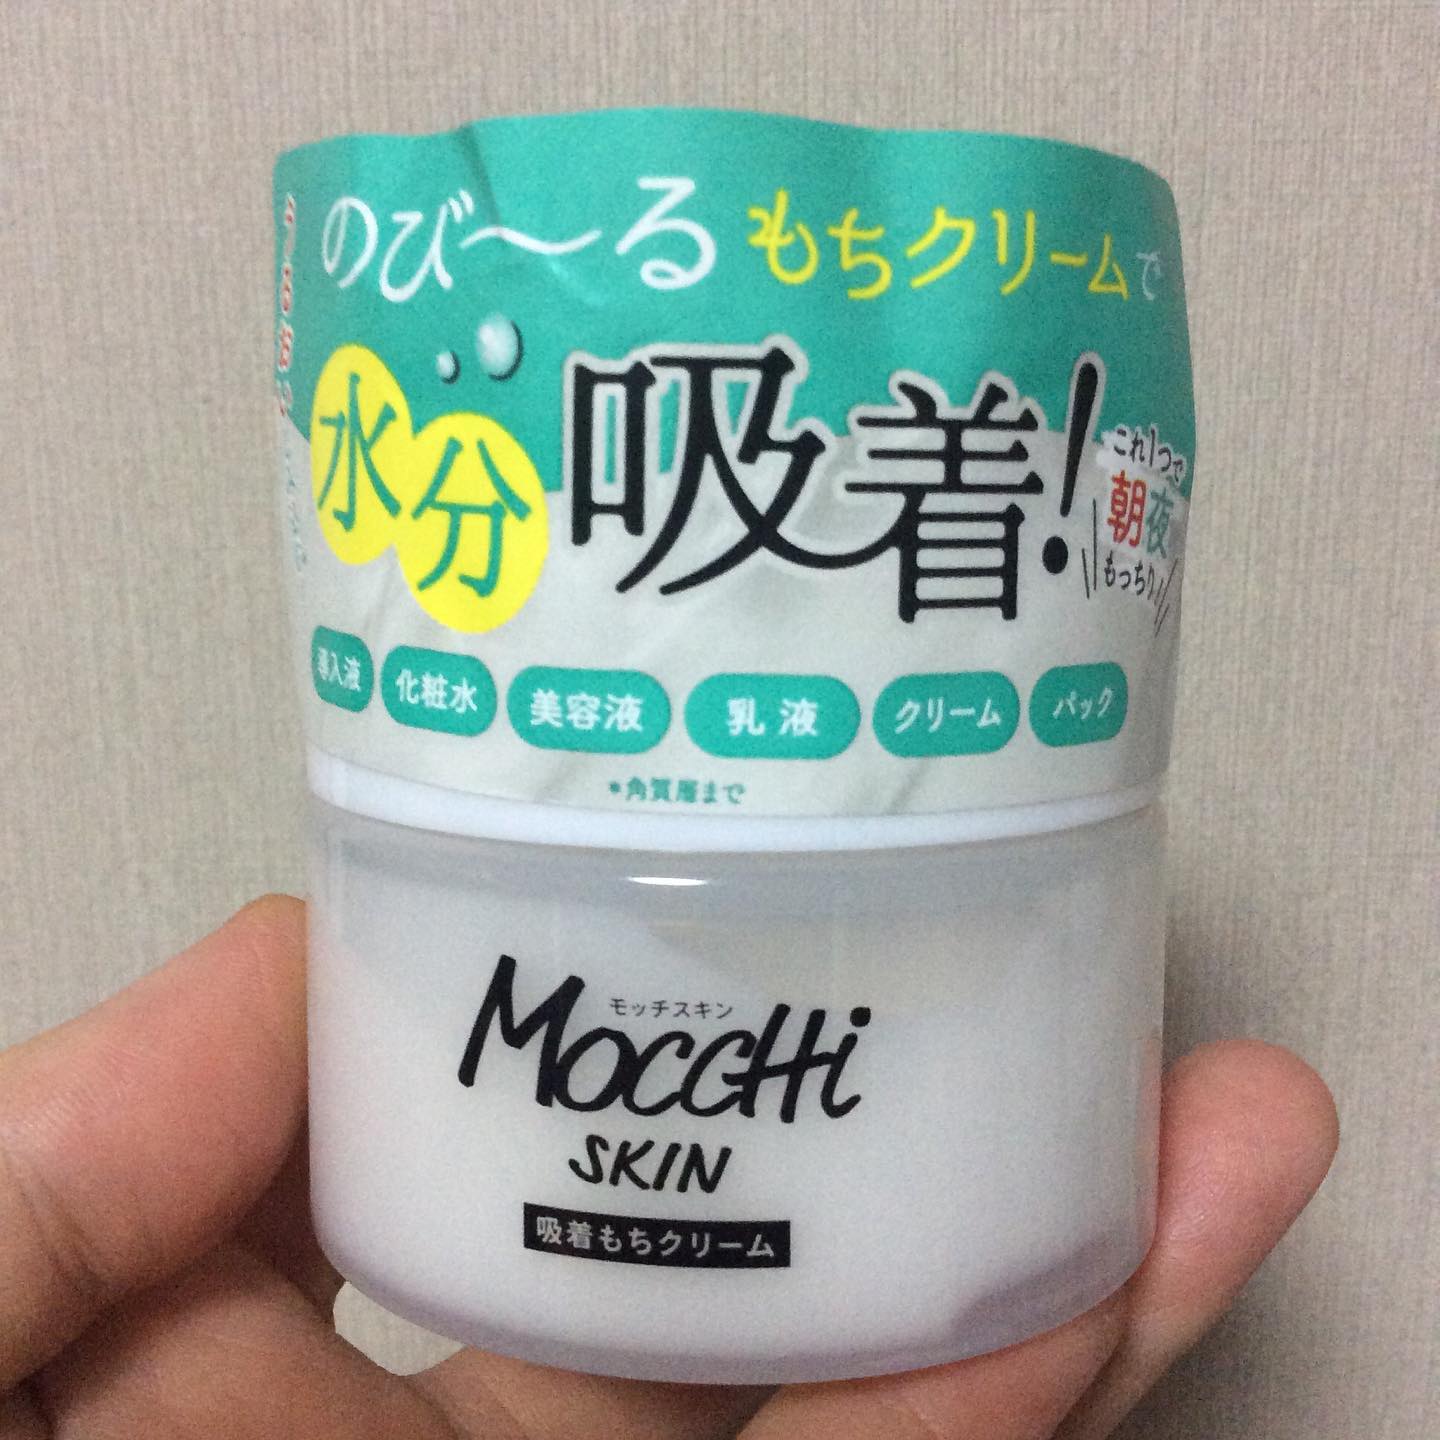 のび〜るもちクリームで
水分吸着!
これ1つで
朝夜
もっちり
導入液 化粧水 美容液 乳液 クリーム パック
*角質層まで
モッチスキン
MoccHi
SKIN
吸着もちクリーム